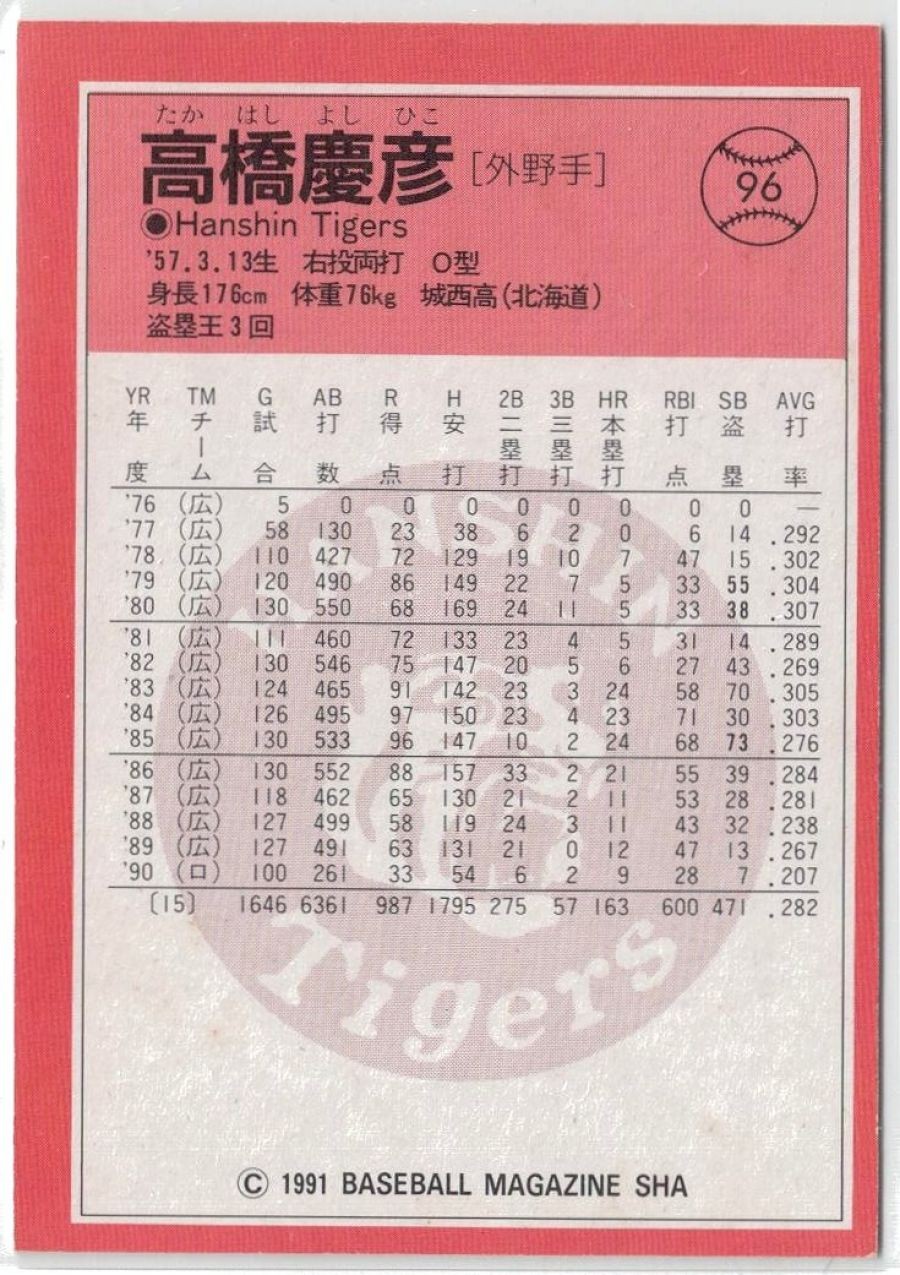 たか はし よし ひこ
高橋慶彦 [外野手]
96
◉Hanshin Tigers
'57.3.13生 右投両打 O型
身長176cm 体重76kg 城西高(北海道)
盗塁王3回
YR TM G AB R H 2B 3B HR RBI SB AVG
年度 チーム 試合 打数 得点 安打 二塁打 三塁打 本塁打 打点 盗塁 打率
'76 (広) 5 0 0 0 0 0 0 0 0 —
'77 (広) 58 130 23 38 6 2 0 6 14 .292
'78 (広) 110 427 72 129 19 10 7 47 15 .302
'79 (広) 120 490 86 149 22 7 5 33 55 .304
'80 (広) 130 550 68 169 24 11 5 33 38 .307
'81 (広) 111 460 72 133 23 4 5 31 14 .289
'82 (広) 130 546 75 147 20 5 6 27 43 .269
'83 (広) 124 465 91 142 23 3 24 58 70 .305
'84 (広) 126 495 97 150 23 4 23 71 30 .303
'85 (広) 130 533 96 147 10 2 24 68 73 .276
'86 (広) 130 552 88 157 33 2 21 55 39 .284
'87 (広) 118 462 65 130 21 2 11 53 28 .281
'88 (広) 127 499 58 119 24 3 11 43 32 .238
'89 (広) 127 491 63 131 21 0 12 47 13 .267
'90 (ロ) 100 261 33 54 6 2 9 28 7 .207
〔15〕 1646 6361 987 1795 275 57 163 600 471 .282
HANSHIN
Tigers
© 1991 BASEBALL MAGAZINE SHA